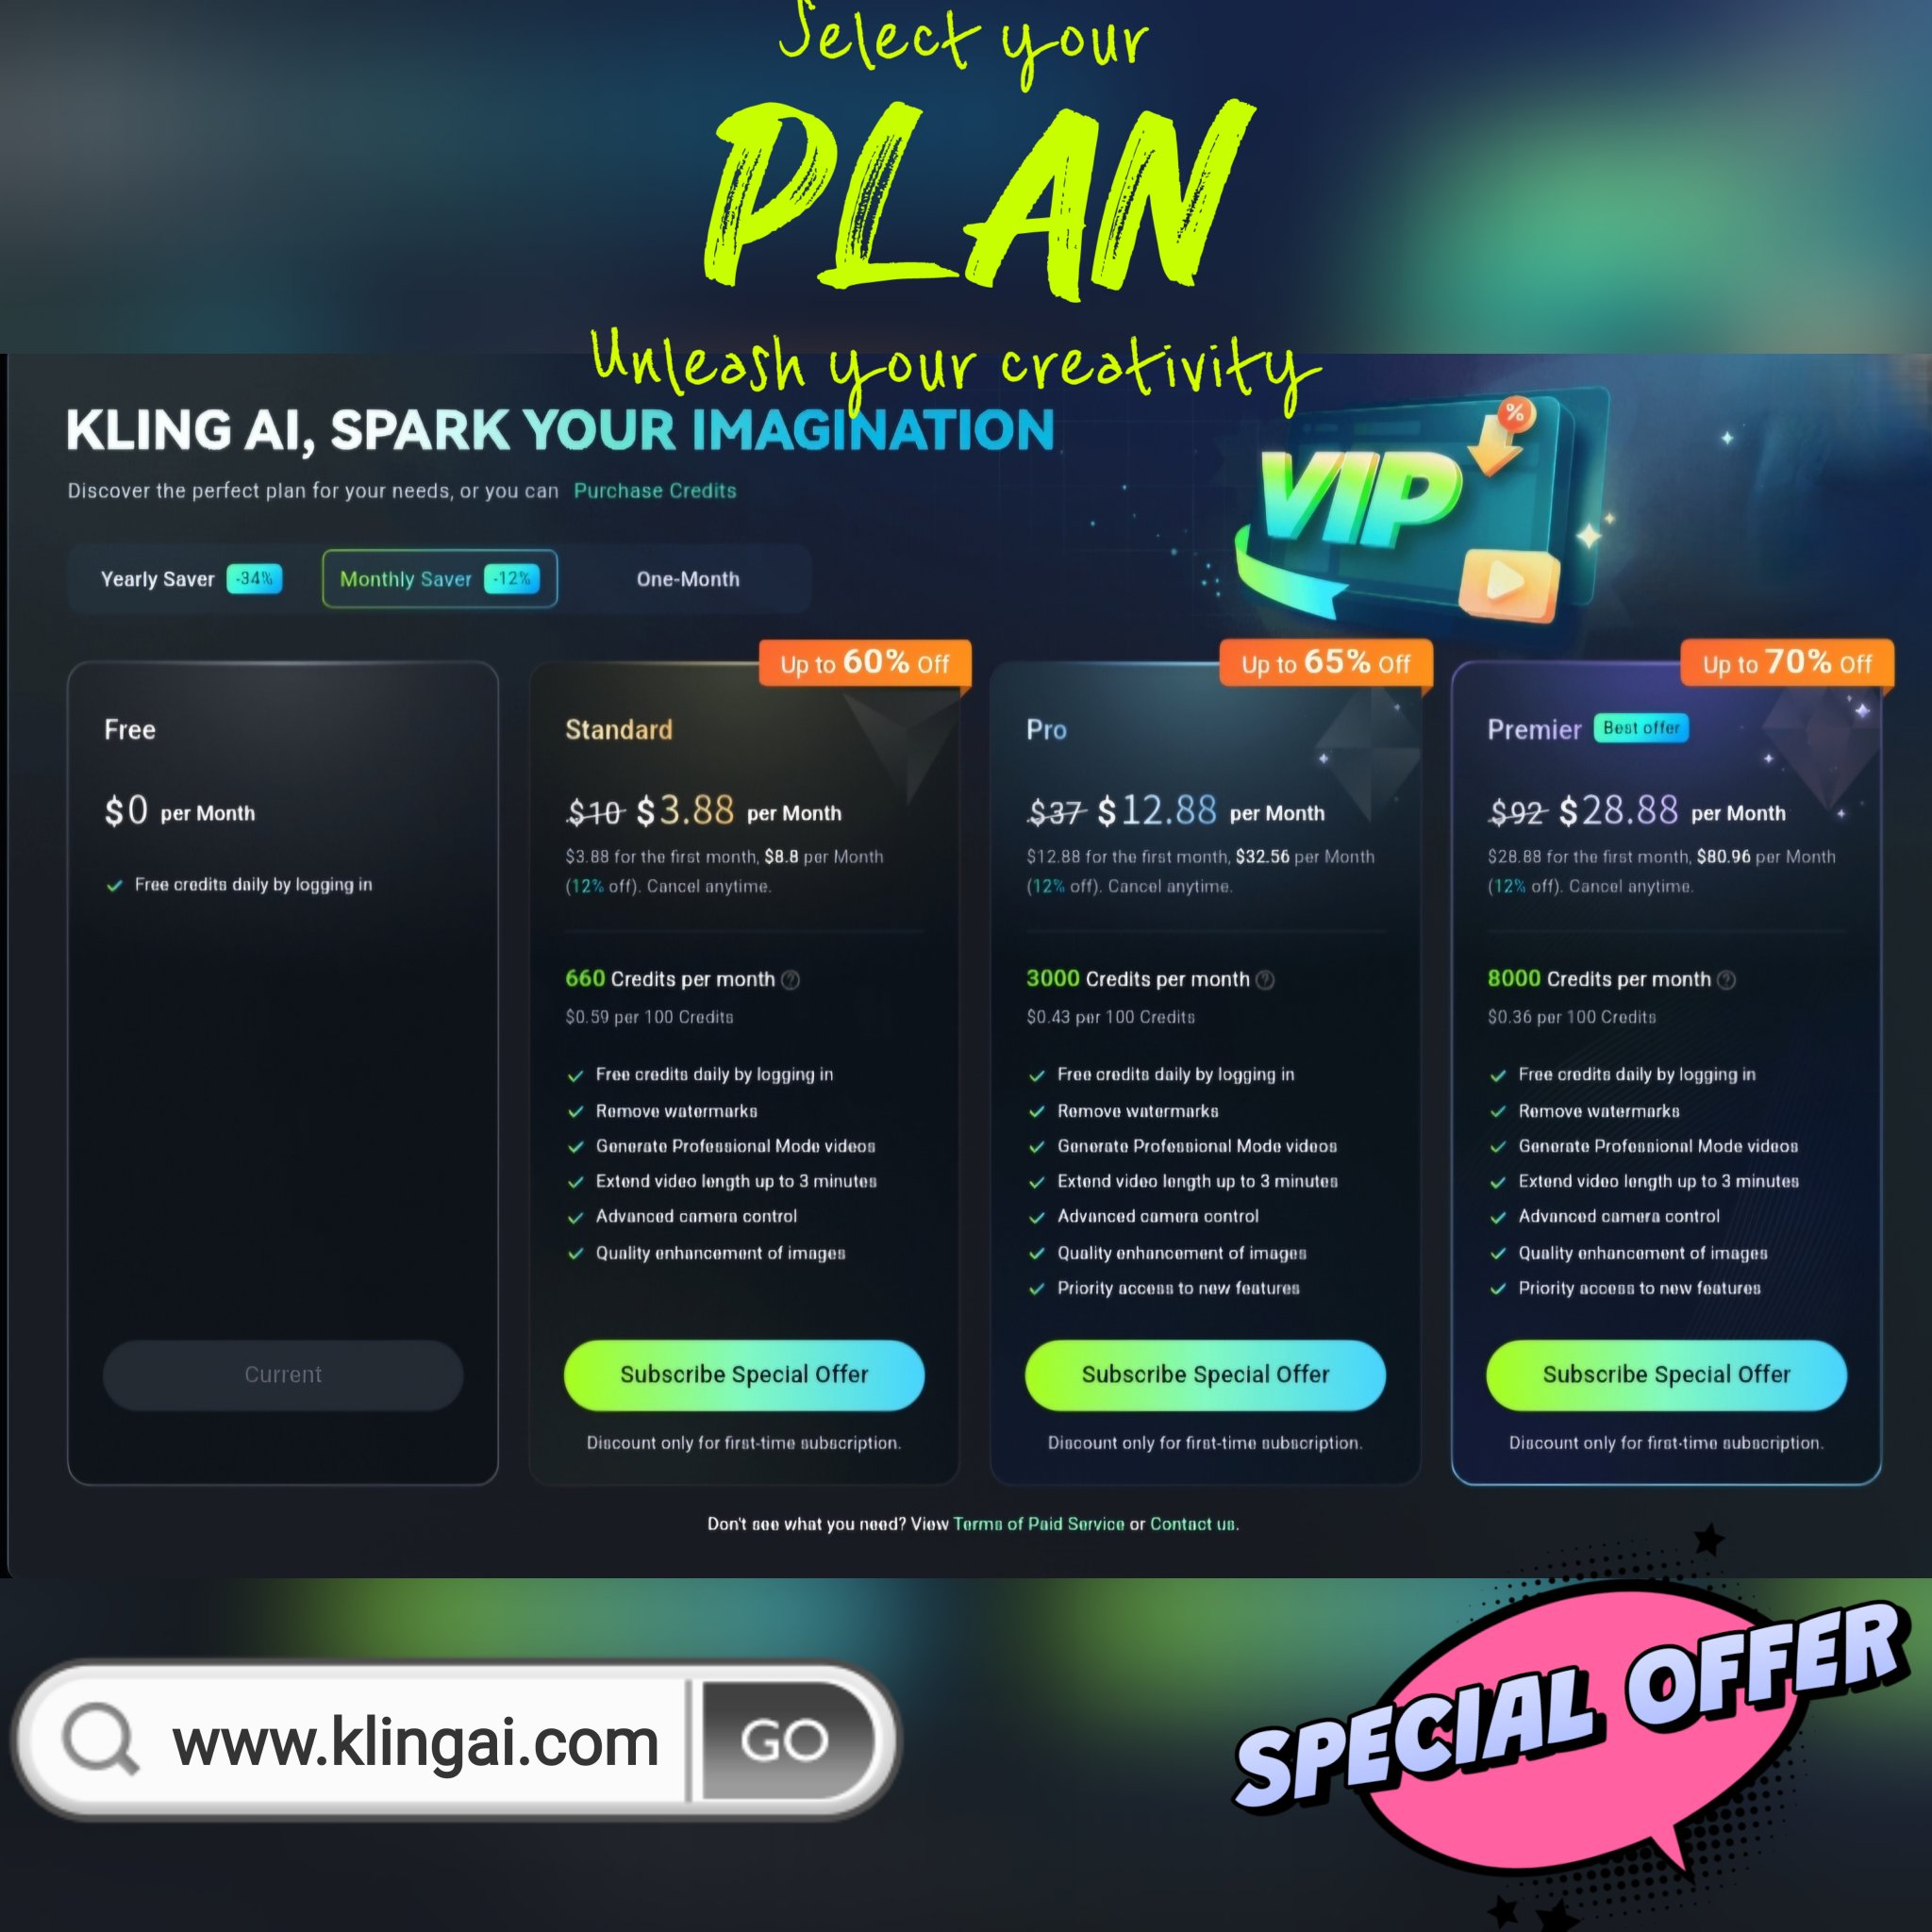 Select your
PLAN
Unleash your creativity
KLING AI, SPARK YOUR IMAGINATION
Discover the perfect plan for your needs, or you can Purchase Credits
Yearly Saver -34% Monthly Saver -12% One-Month
VIP %
Up to 60% Off
Up to 65% Off
Up to 70% Off
Free
$0 per Month
Free credits daily by logging in
Current
Standard
$10 $3.88 per Month
$3.88 for the first month, $8.8 per Month
(12% off). Cancel anytime.
660 Credits per month ?
$0.59 per 100 Credits
Free credits daily by logging in
Remove watermarks
Generate Professional Mode videos
Extend video length up to 3 minutes
Advanced camera control
Quality enhancement of images
Subscribe Special Offer
Discount only for first-time subscription.
Pro
$37 $12.88 per Month
$12.88 for the first month, $32.56 per Month
(12% off). Cancel anytime.
3000 Credits per month ?
$0.43 per 100 Credits
Free credits daily by logging in
Remove watermarks
Generate Professional Mode videos
Extend video length up to 3 minutes
Advanced camera control
Quality enhancement of images
Priority access to new features
Subscribe Special Offer
Discount only for first-time subscription.
Premier Best offer
$92 $28.88 per Month
$28.88 for the first month, $80.96 per Month
(12% off). Cancel anytime.
8000 Credits per month ?
$0.36 per 100 Credits
Free credits daily by logging in
Remove watermarks
Generate Professional Mode videos
Extend video length up to 3 minutes
Advanced camera control
Quality enhancement of images
Priority access to new features
Subscribe Special Offer
Discount only for first-time subscription.
Don't see what you need? View Terms of Paid Service or Contact us.
www.klingai.com GO
SPECIAL OFFER